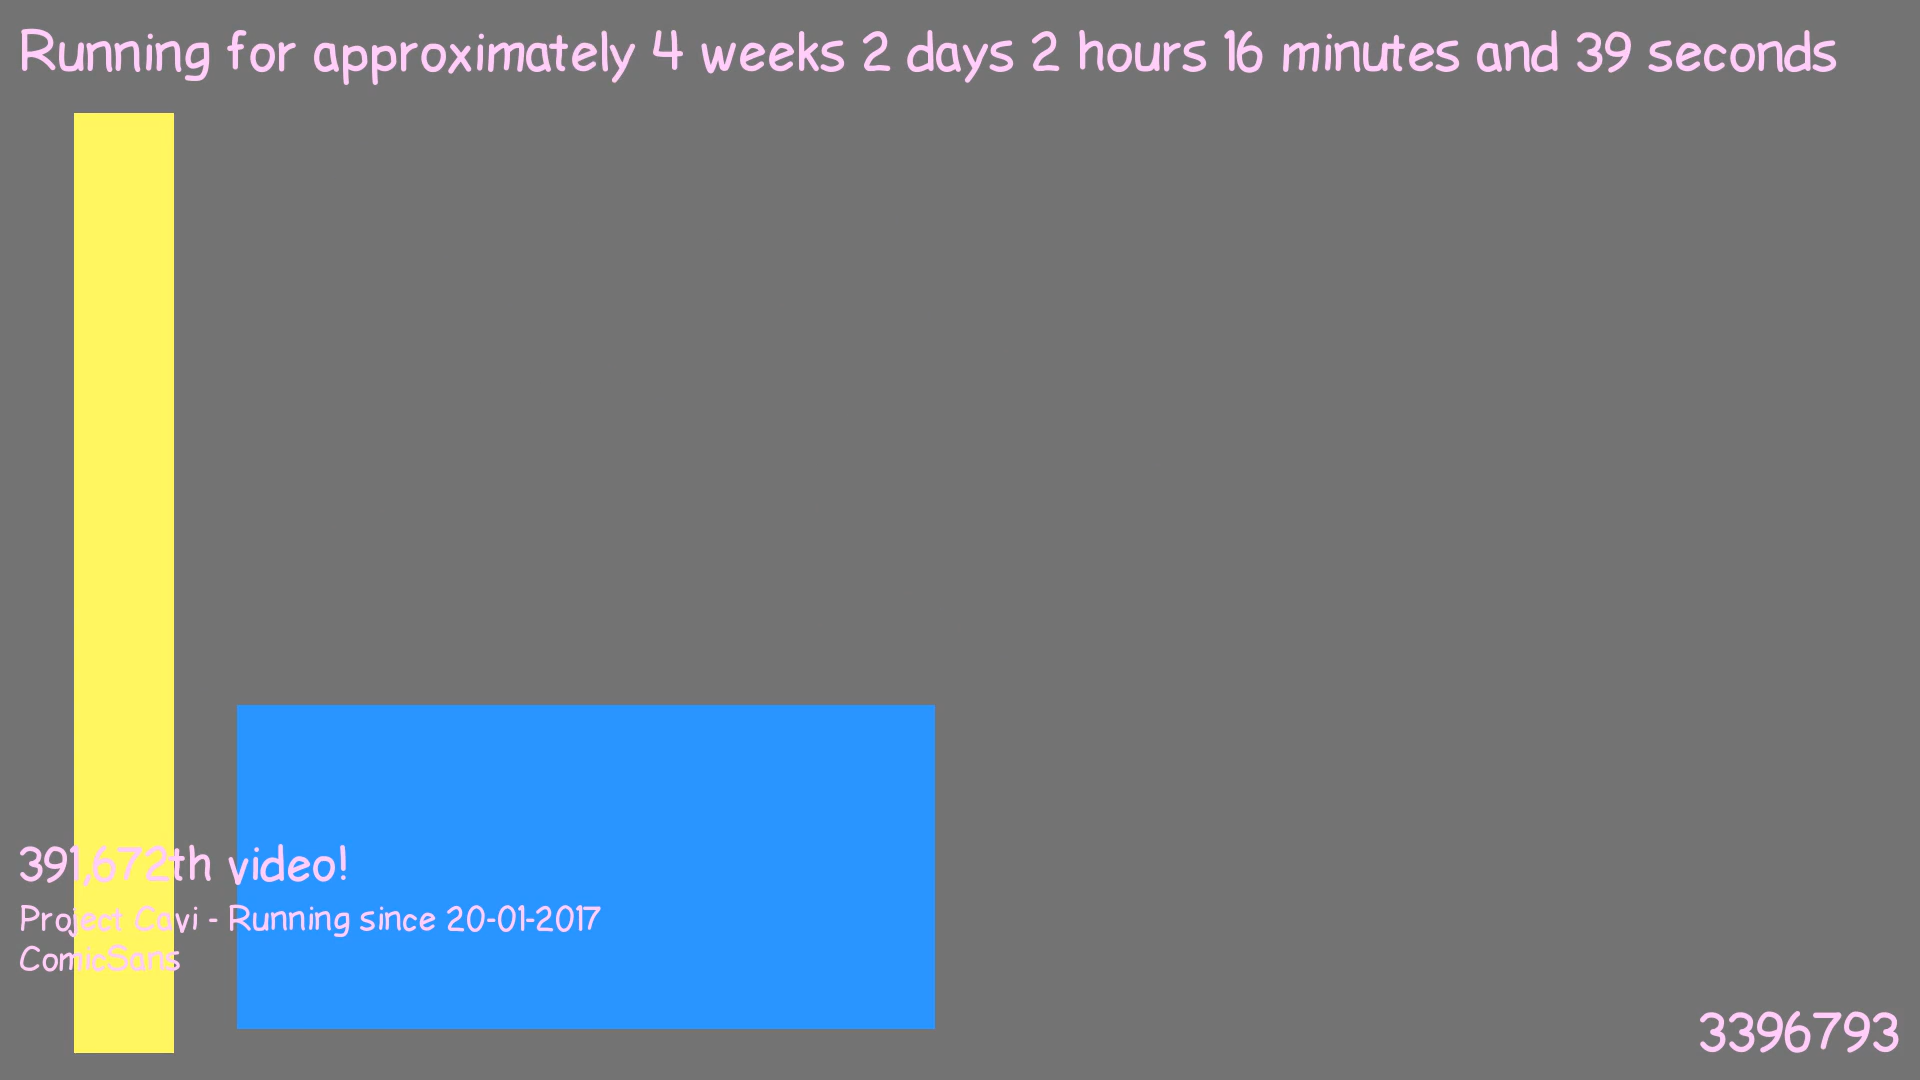 Running for approximately 4 weeks 2 days 2 hours 16 minutes and 39 seconds
391,672th video!
Project Cavi - Running since 20-01-2017
ComicSans
3396793